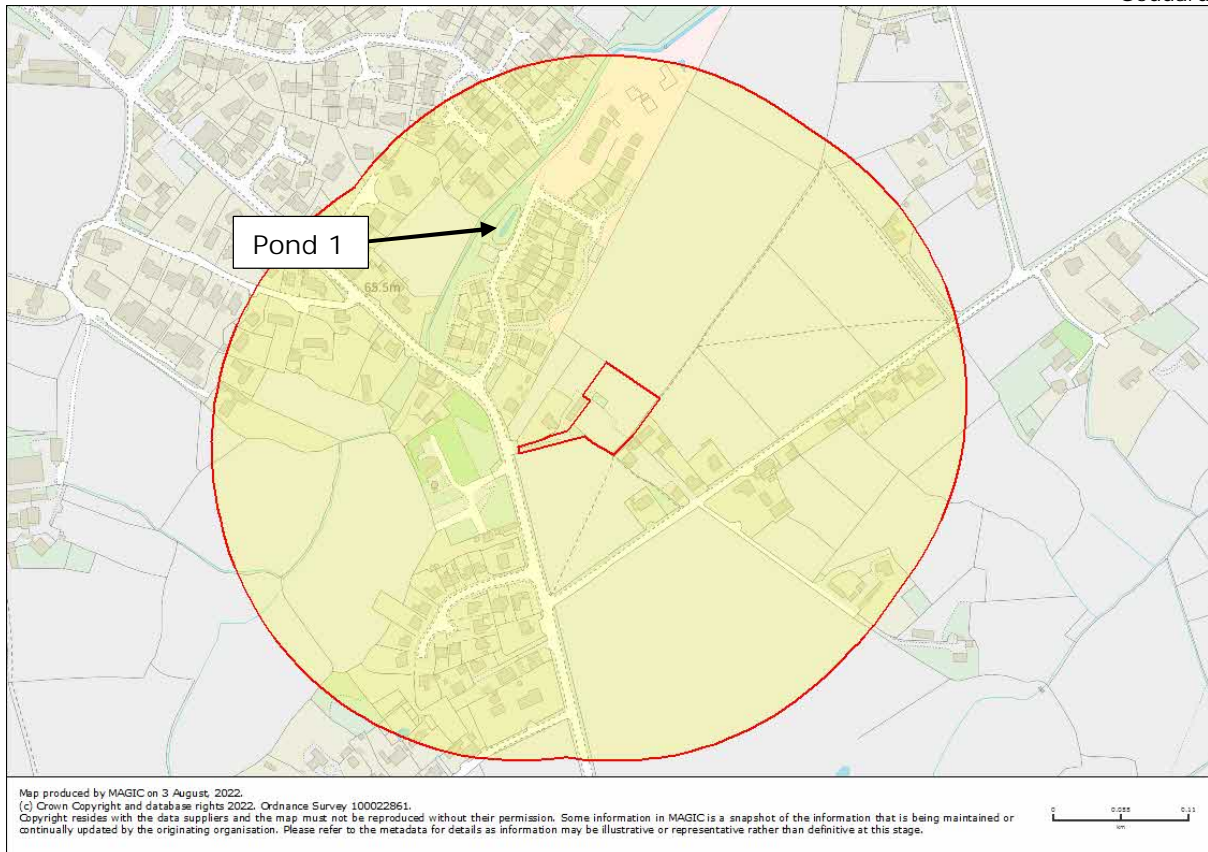 Pond 1
65.5m
Map produced by MAGIC on 3 August, 2022.
(c) Crown Copyright and database rights 2022. Ordnance Survey 100022861.
Copyright resides with the data suppliers and the map must not be reproduced without their permission. Some information in MAGIC is a snapshot of the information that is being maintained or
continually updated by the originating organisation. Please refer to the metadata for details as information may be illustrative or representative rather than definitive at this stage.
0 0.055 0.11
km